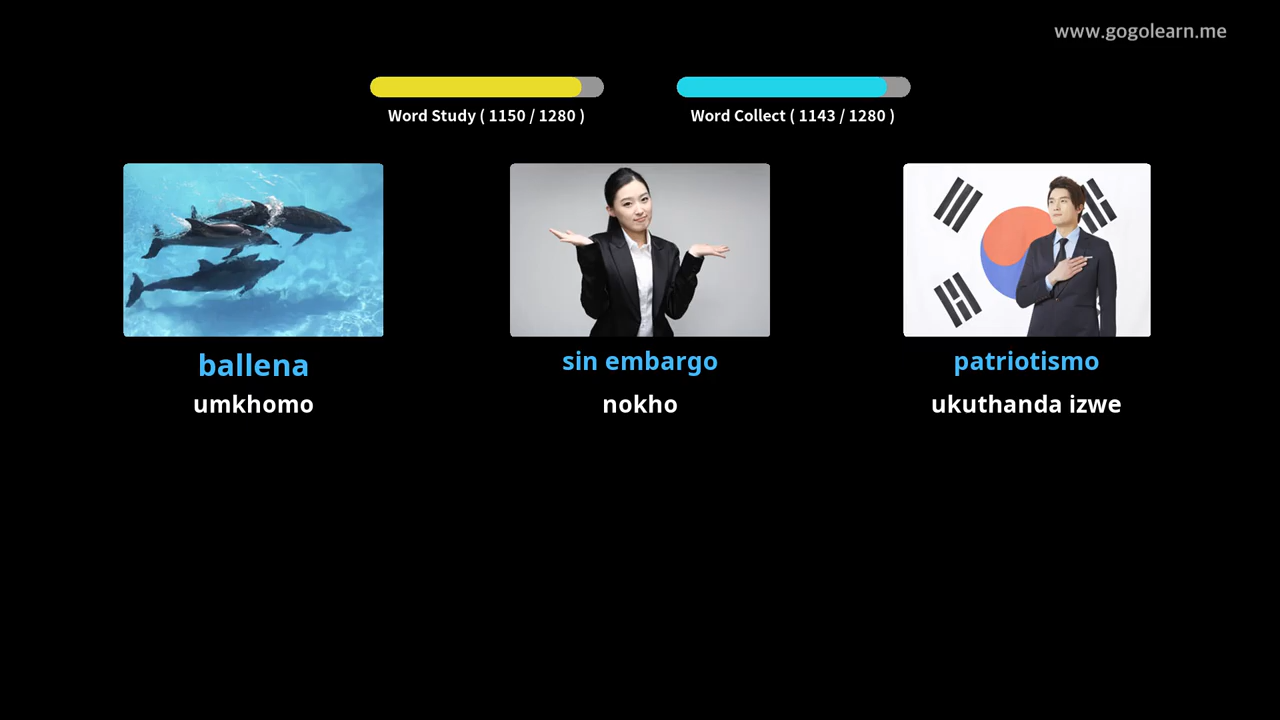 www.gogolearn.me
Word Study ( 1150 / 1280 )
Word Collect ( 1143 / 1280 )
ballena
umkhomo
sin embargo
nokho
patriotismo
ukuthanda izwe